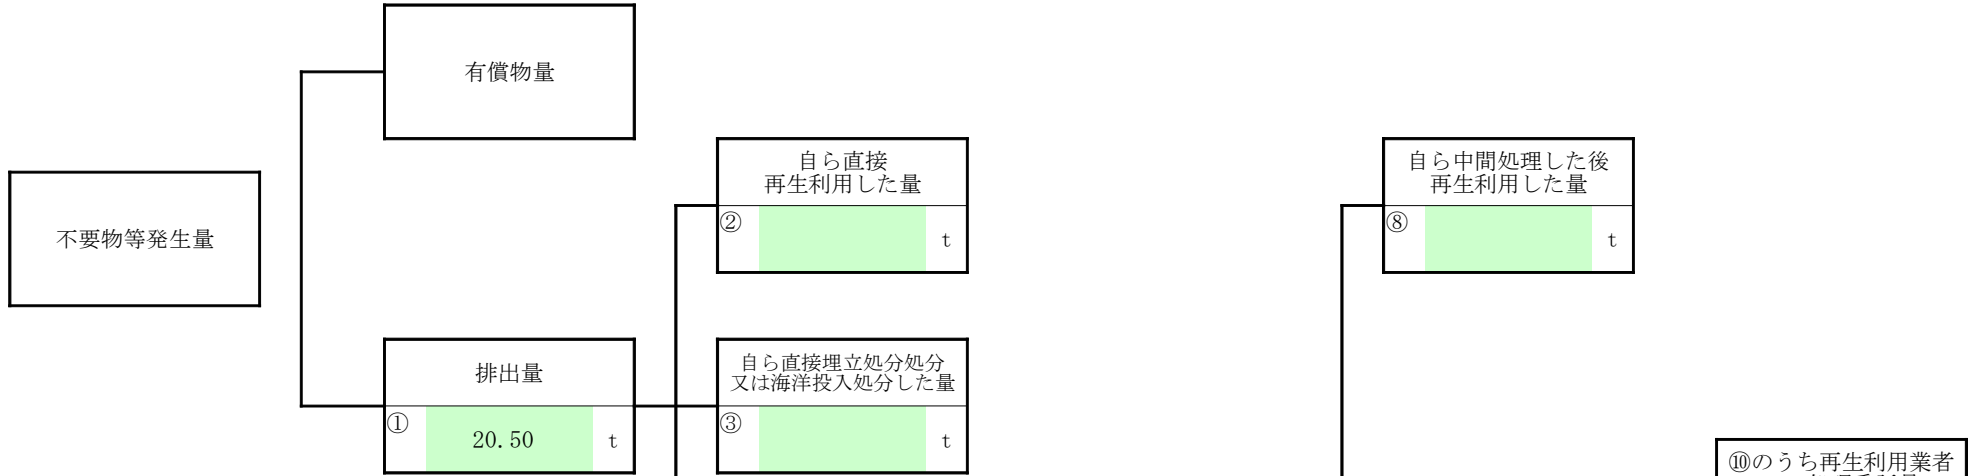 有償物量
自ら直接
再生利用した量
②
t
自ら中間処理した後
再生利用した量
⑧
t
不要物等発生量
排出量
①
20.50
t
自ら直接埋立処分処分
又は海洋投入処分した量
③
t
⑩のうち再生利用業者